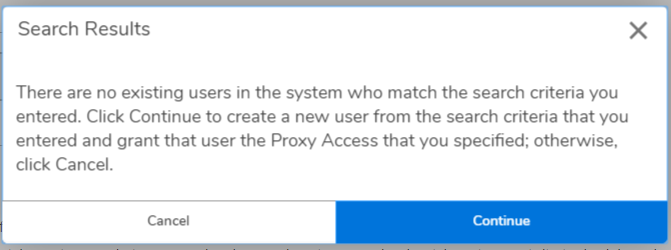 Search Results
There are no existing users in the system who match the search criteria you
entered. Click Continue to create a new user from the search criteria that you
entered and grant that user the Proxy Access that you specified; otherwise,
click Cancel.
Cancel
Continue